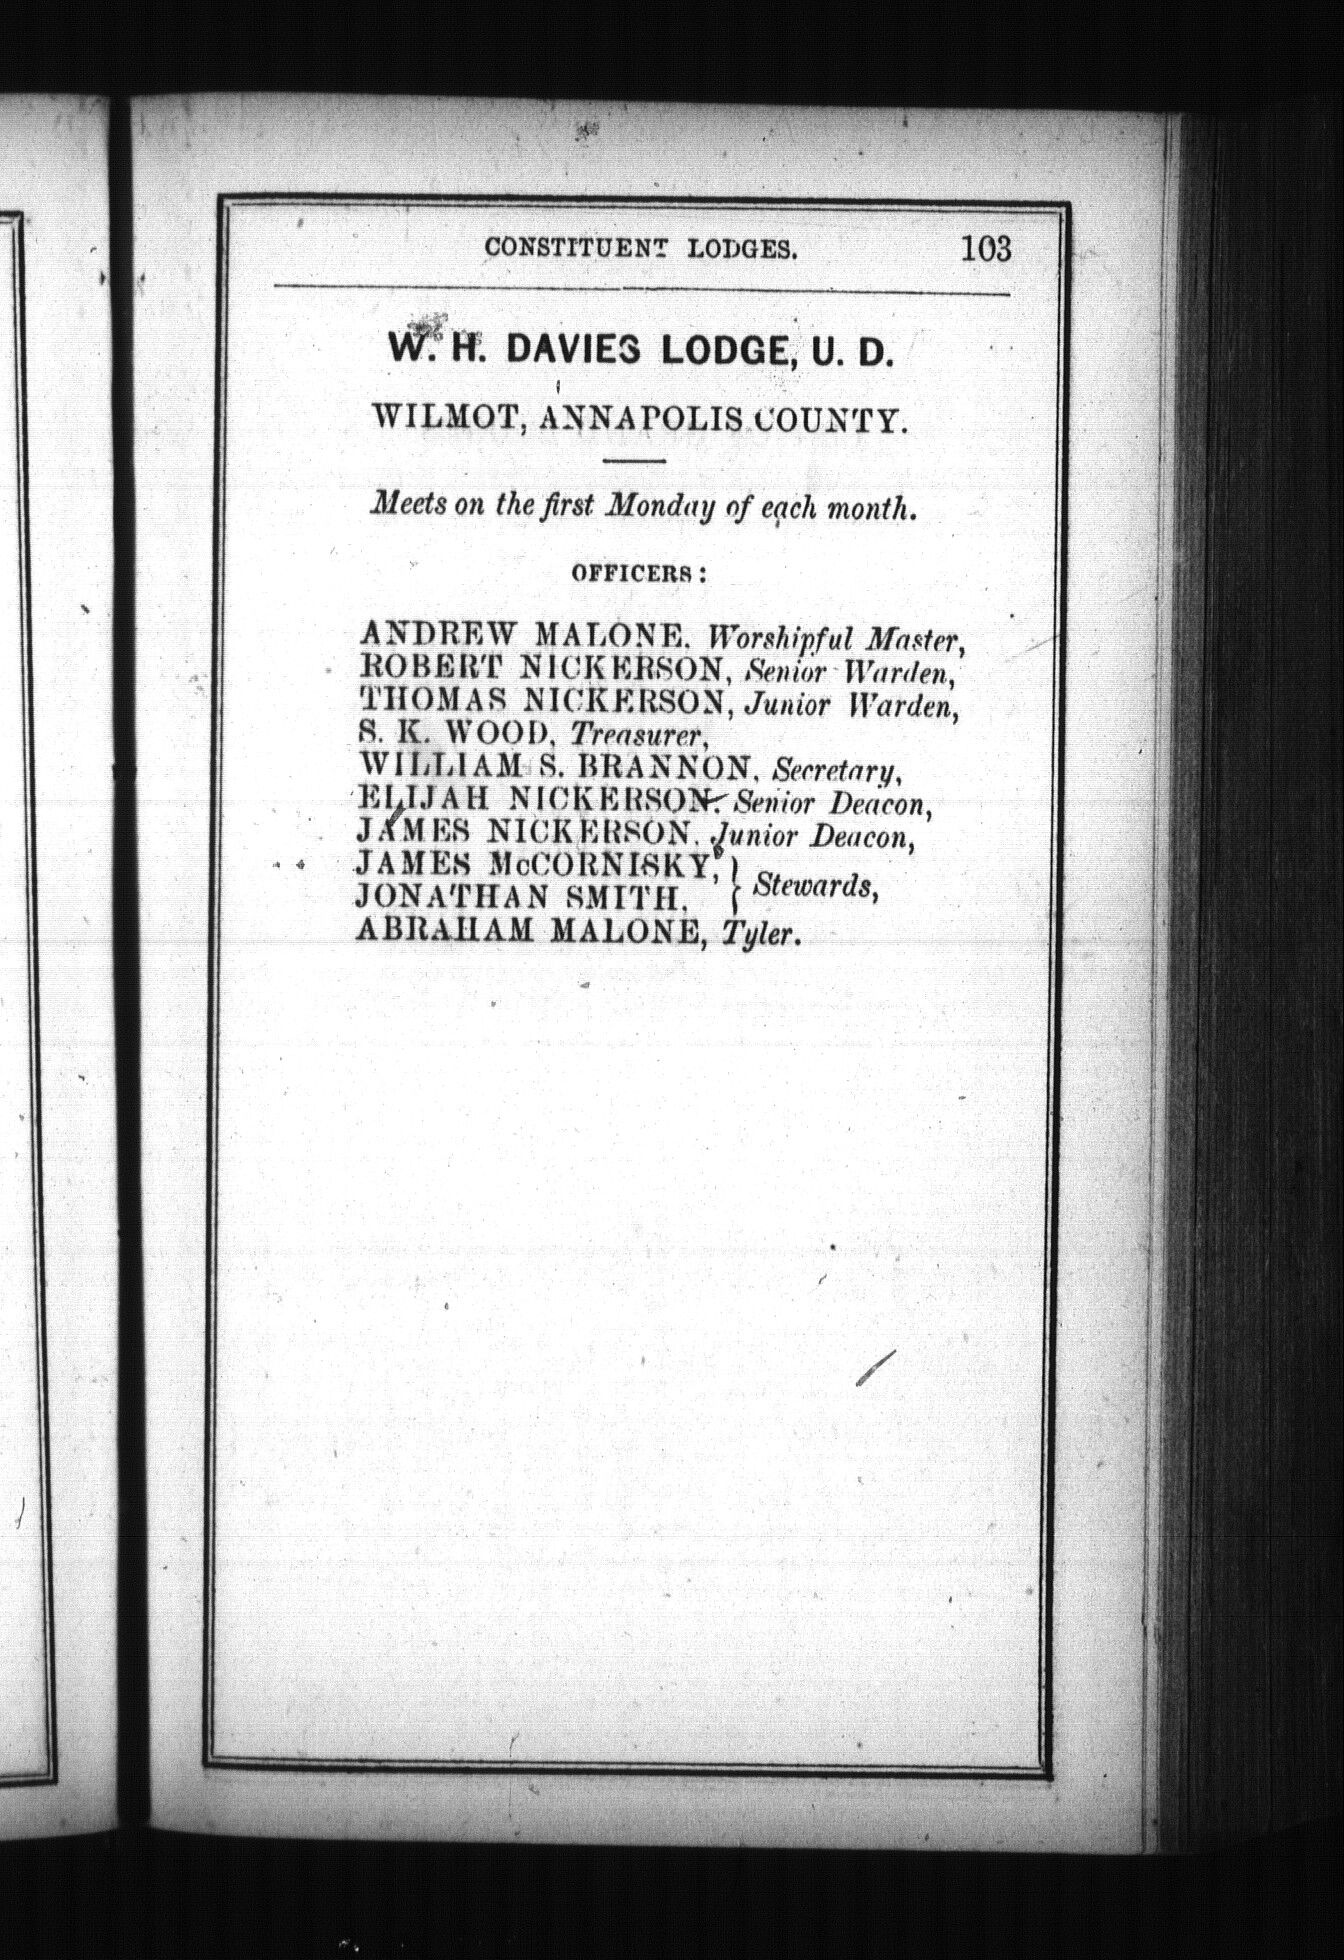 CONSTITUENT LODGES. 103
W. H. DAVIES LODGE, U. D.
WILMOT, ANNAPOLIS COUNTY.
Meets on the first Monday of each month.
OFFICERS:
ANDREW MALONE, Worshipful Master,
ROBERT NICKERSON, Senior Warden,
THOMAS NICKERSON, Junior Warden,
S. K. WOOD, Treasurer,
WILLIAM S. BRANNON, Secretary,
ELIJAH NICKERSON, Senior Deacon,
JAMES NICKERSON, Junior Deacon,
JAMES McCORNISKY, }
JONATHAN SMITH, } Stewards,
ABRAHAM MALONE, Tyler.